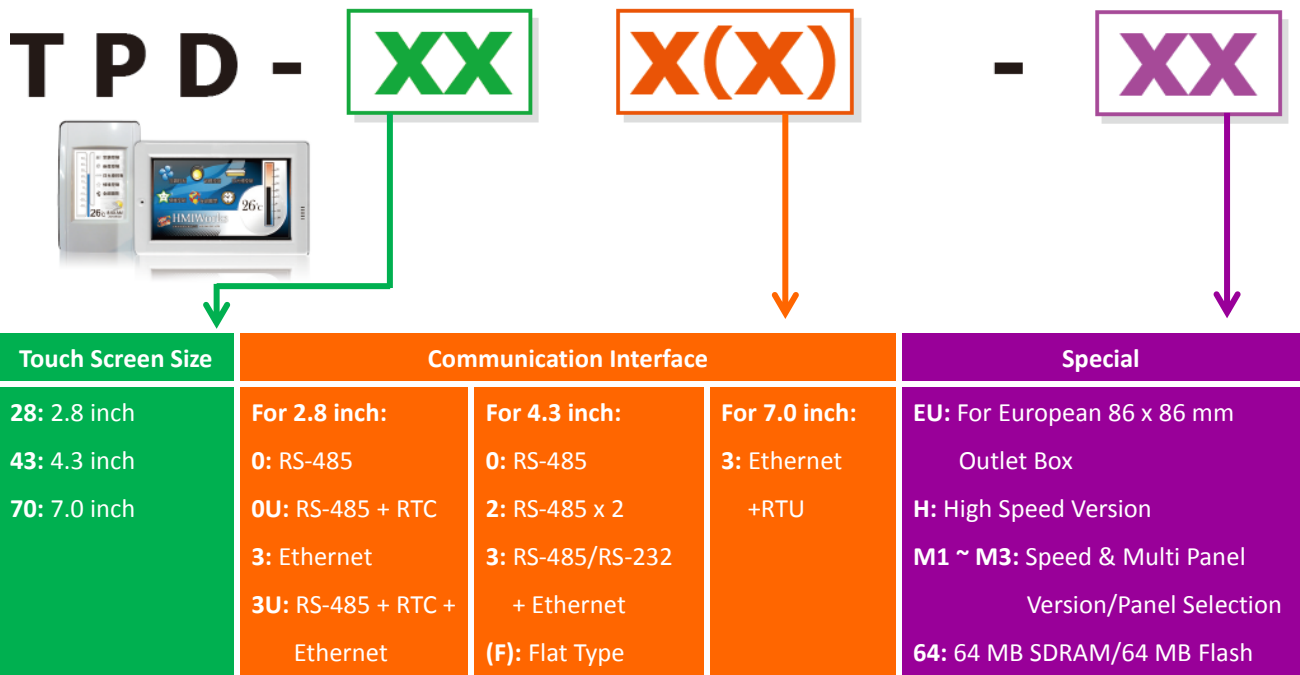 TPD-XX X(X) - XX
26°c
26°c
HMIWorks
Touch Screen Size
28: 2.8 inch
43: 4.3 inch
70: 7.0 inch
Communication Interface
For 2.8 inch:
0: RS-485
0U: RS-485 + RTC
3: Ethernet
3U: RS-485 + RTC +
Ethernet
For 4.3 inch:
0: RS-485
2: RS-485 x 2
3: RS-485/RS-232
+ Ethernet
(F): Flat Type
For 7.0 inch:
3: Ethernet
+RTU
Special
EU: For European 86 x 86 mm
Outlet Box
H: High Speed Version
M1 ~ M3: Speed & Multi Panel
Version/Panel Selection
64: 64 MB SDRAM/64 MB Flash